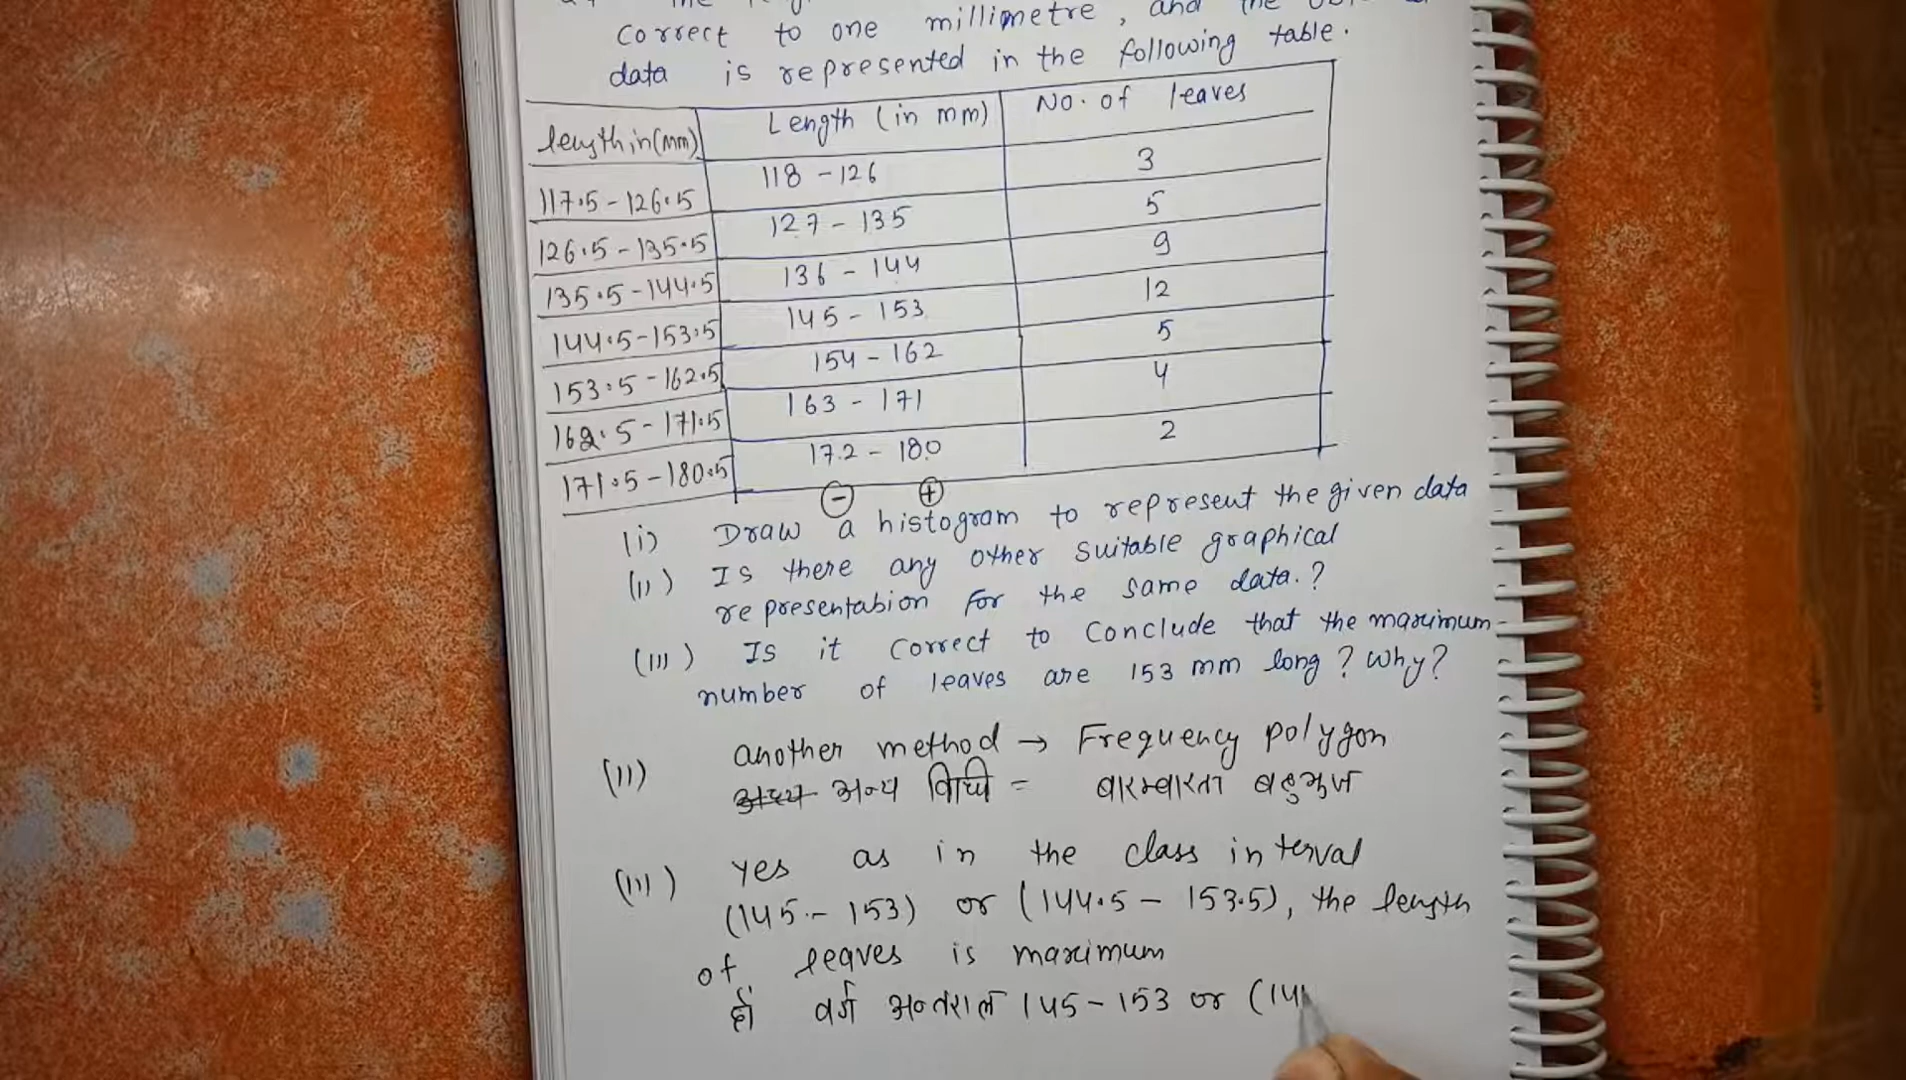 correct to one millimetre, and the
data is represented in the following table.
length in (mm) Length (in mm) No. of leaves
117.5 - 126.5 118 - 126 3
126.5 - 135.5 127 - 135 5
135.5 - 144.5 136 - 144 9
144.5 - 153.5 145 - 153 12
153.5 - 162.5 154 - 162 5
162.5 - 171.5 163 - 171 4
171.5 - 180.5 172 - 180 2
- +
(i) Draw a histogram to represent the given data
(ii) Is there any other suitable graphical
representation for the same data.?
(iii) Is it correct to conclude that the maximum
number of leaves are 153 mm long? Why?
(ii) another method → Frequency polygon
अन्य विधी = बारम्बारता बहुभुज
(iii) yes as in the class interval
(145 - 153) or (144.5 - 153.5), the length
of leaves is maximum
हाँ वर्ग अन्तराल 145 - 153 or (14